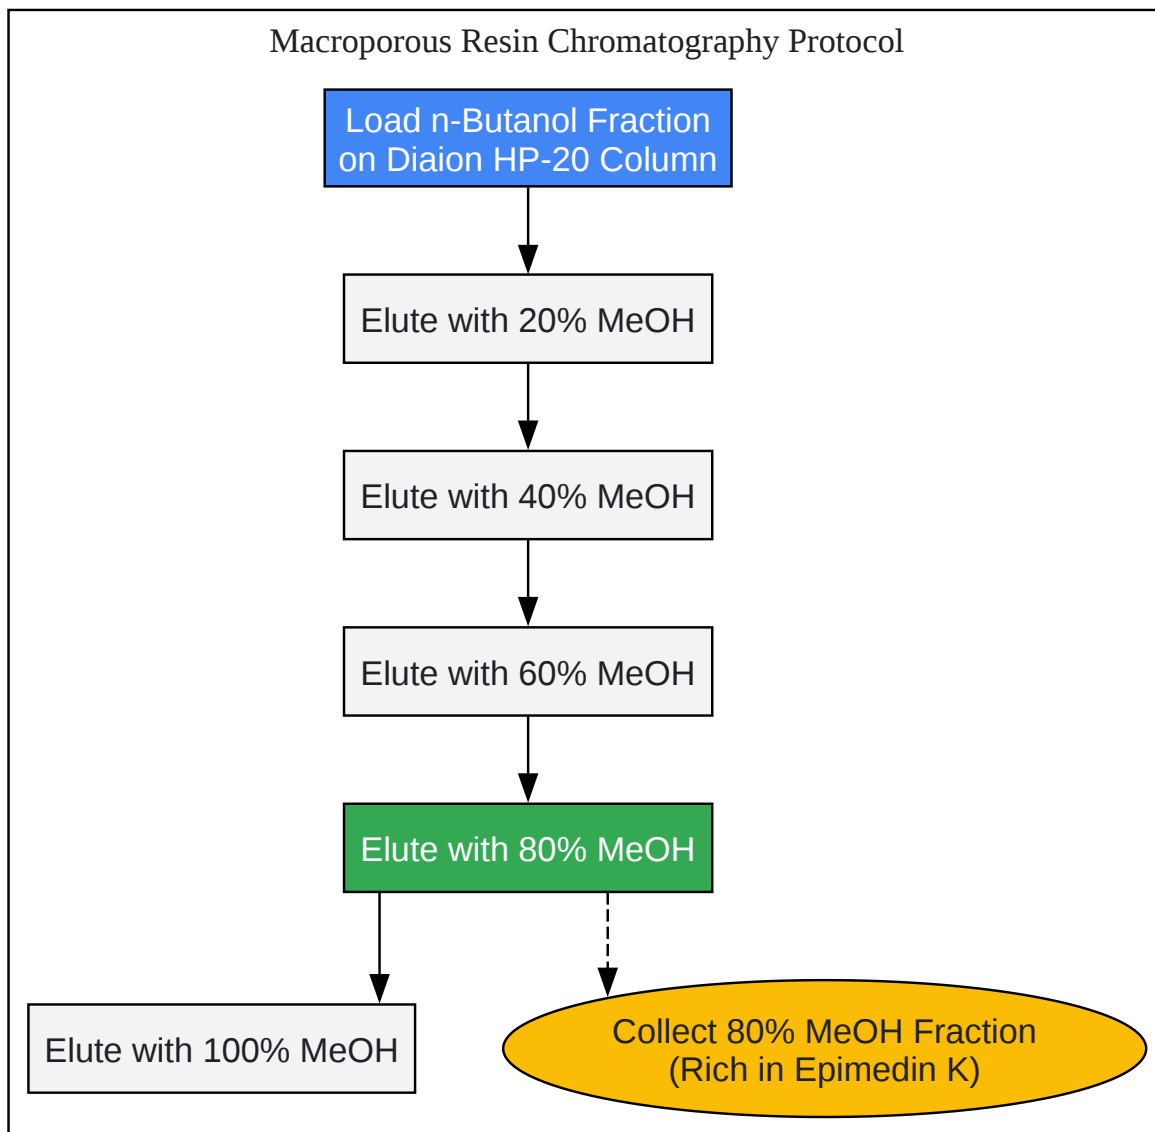 Macroporous Resin Chromatography Protocol
Load n-Butanol Fraction
on Diaion HP-20 Column
Elute with 20% MeOH
Elute with 40% MeOH
Elute with 60% MeOH
Elute with 80% MeOH
Elute with 100% MeOH
Collect 80% MeOH Fraction
(Rich in Epimedin K)